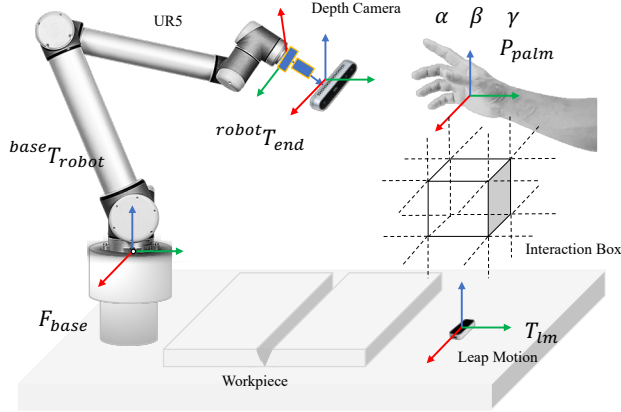 Depth Camera
UR5
α β γ
P_palm
^robot T_end
^base T_robot
Interaction Box
F_base
T_lm
Leap Motion
Workpiece